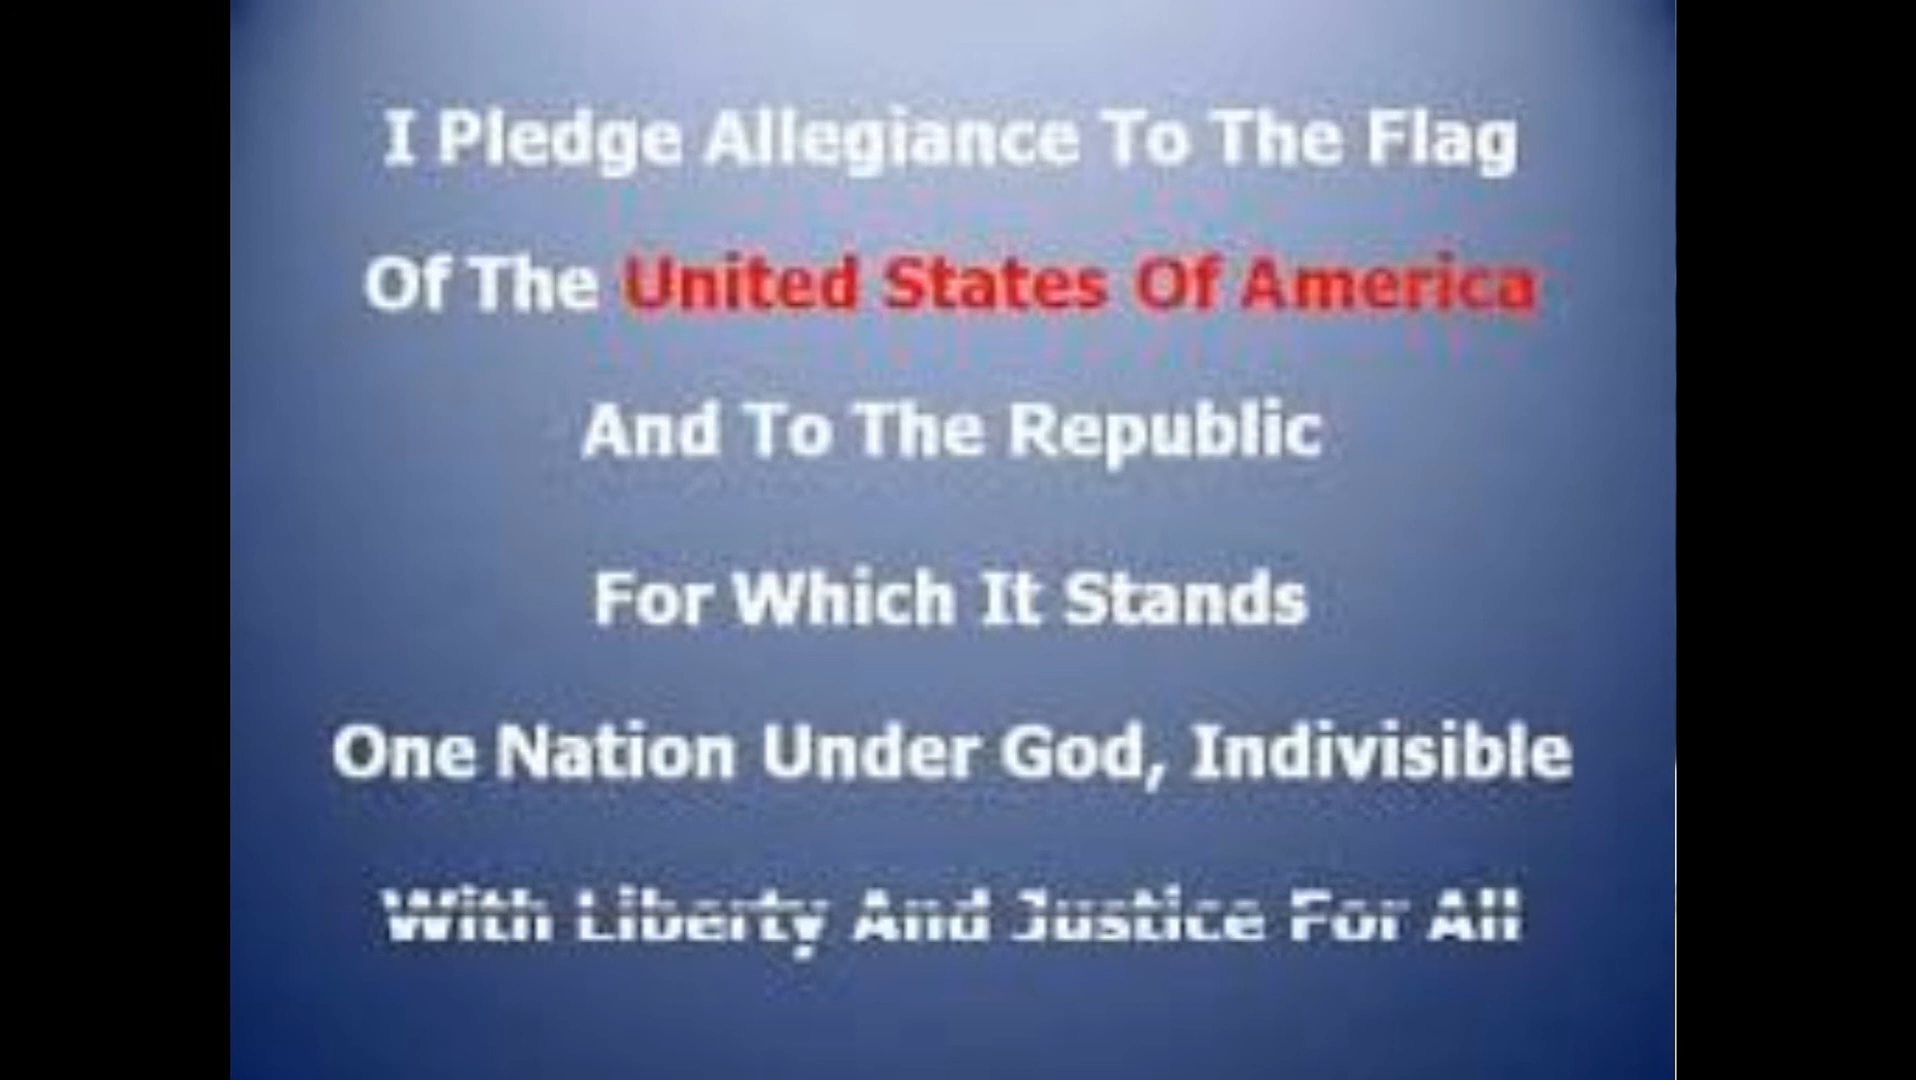 I Pledge Allegiance To The Flag
Of The United States Of America
And To The Republic
For Which It Stands
One Nation Under God, Indivisible
With Liberty And Justice For All